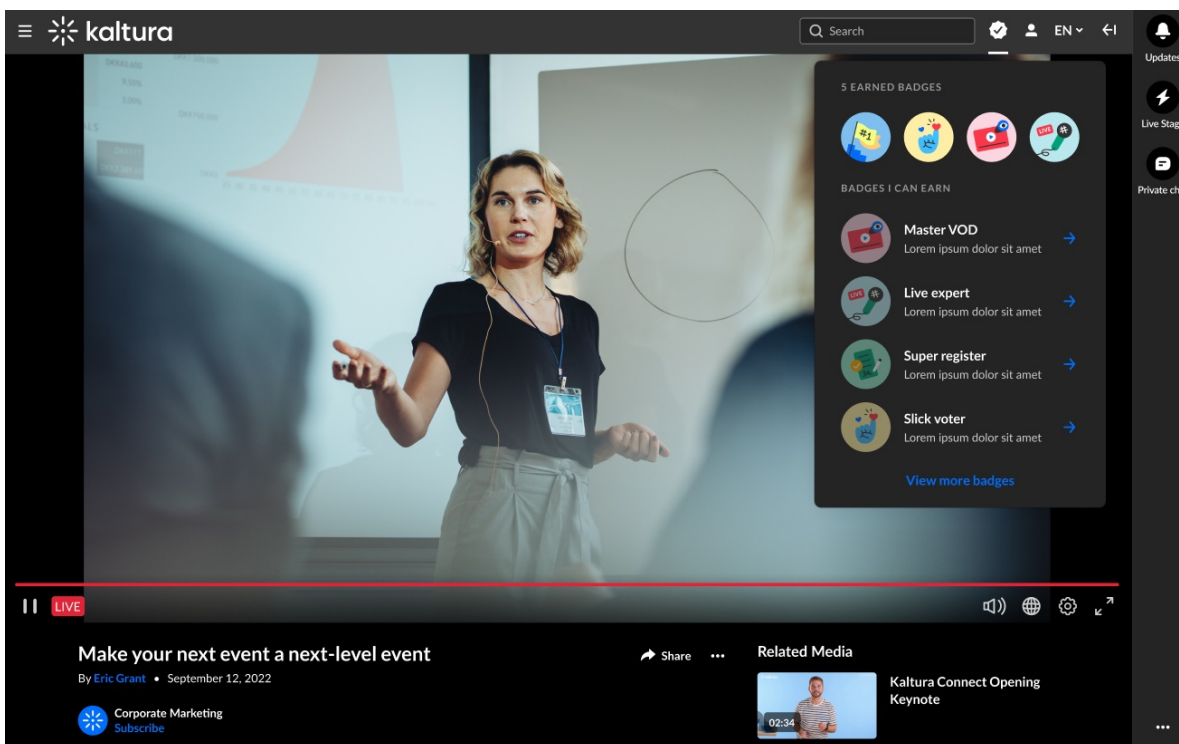 kaltura
Search
EN
Updates
5 EARNED BADGES
#1
LIVE
#
BADGES I CAN EARN
Live Stag
Private ch
Master VOD
Lorem ipsum dolor sit amet
LIVE
#
Live expert
Lorem ipsum dolor sit amet
Super register
Lorem ipsum dolor sit amet
Slick voter
Lorem ipsum dolor sit amet
View more badges
LIVE
Make your next event a next-level event
Share
Related Media
By Eric Grant • September 12, 2022
Kaltura Connect Opening
Keynote
Corporate Marketing
Subscribe
02:34